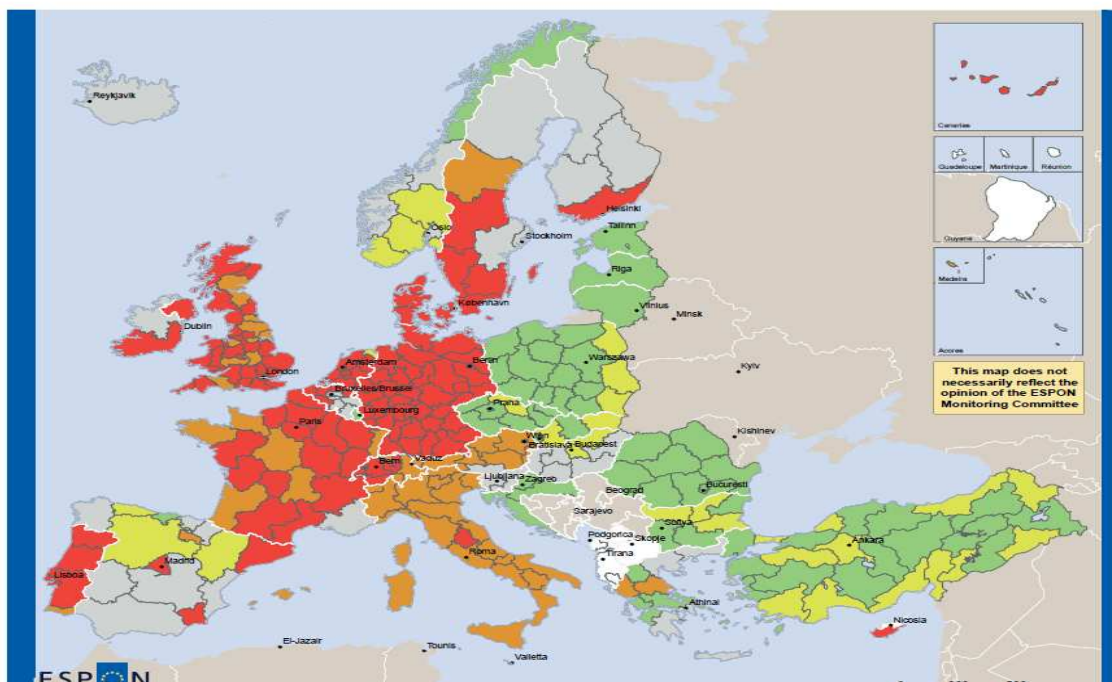 Reykjavik
Canarias
Guadeloupe
Martinique
Réunion
Guyane
Madeira
Acores
This map does not
necessarily reflect the
opinion of the ESPON
Monitoring Committee
Oslo
Helsinki
Tallinn
Stockholm
Riga
København
Vilnius
Minsk
Dublin
London
Amsterdam
Berlin
Warszawa
Bruxelles/Brussel
Kyiv
Luxembourg
Praha
Paris
Wien
Bratislava
Budapest
Kishinev
Bern
Vaduz
Ljubljana
Zagreb
Beograd
Bucuresti
Sarajevo
Sofiya
Podgorica
Skopje
Tirana
Ankara
Roma
Madrid
Lisboa
Athinai
Nicosia
El-Jazair
Tounis
Valletta
ESPON